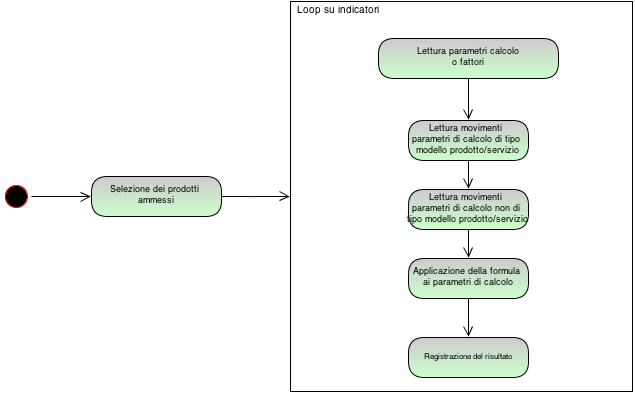 Loop su indicatori
Lettura parametri calcolo
o fattori
Lettura movimenti
parametri di calcolo di tipo
modello prodotto/servizio
Selezione dei prodotti
ammessi
Lettura movimenti
parametri di calcolo non di
tipo modello prodotto/servizio
Applicazione della formula
ai parametri di calcolo
Registrazione del risultato